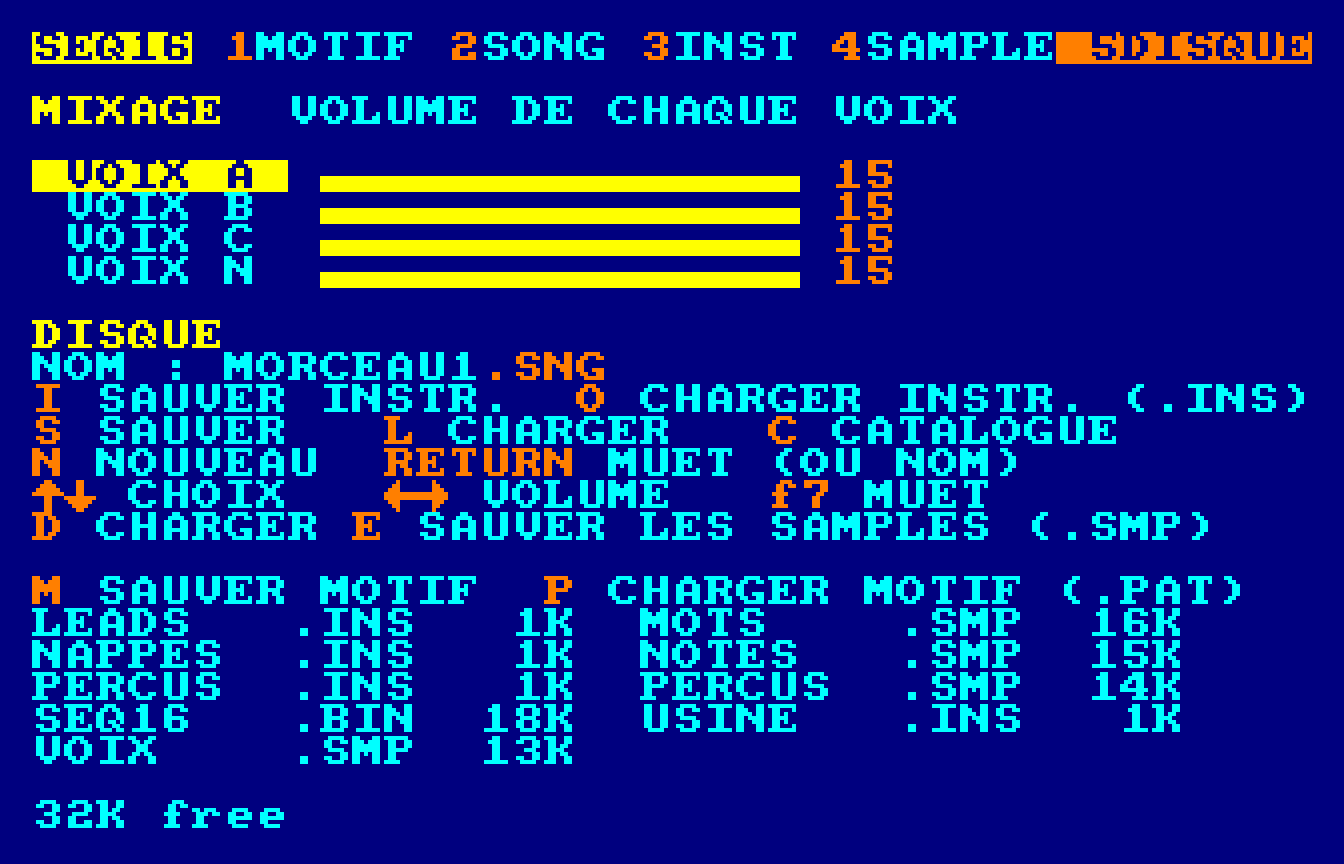 SEQ16 1MOTIF 2SONG 3INST 4SAMPLE 5DISQUE
MIXAGE VOLUME DE CHAQUE VOIX
VOIX A 15
VOIX B 15
VOIX C 15
VOIX N 15
DISQUE
NOM : MORCEAU1.SNG
I SAUVER INSTR. O CHARGER INSTR. (.INS)
S SAUVER L CHARGER C CATALOGUE
N NOUVEAU RETURN MUET (OU NOM)
↑↓ CHOIX ↔ VOLUME f7 MUET
D CHARGER E SAUVER LES SAMPLES (.SMP)
M SAUVER MOTIF P CHARGER MOTIF (.PAT)
LEADS .INS 1K MOTS .SMP 16K
NAPPES .INS 1K NOTES .SMP 15K
PERCUS .INS 1K PERCUS .SMP 14K
SEQ16 .BIN 18K USINE .INS 1K
VOIX .SMP 13K
32K free